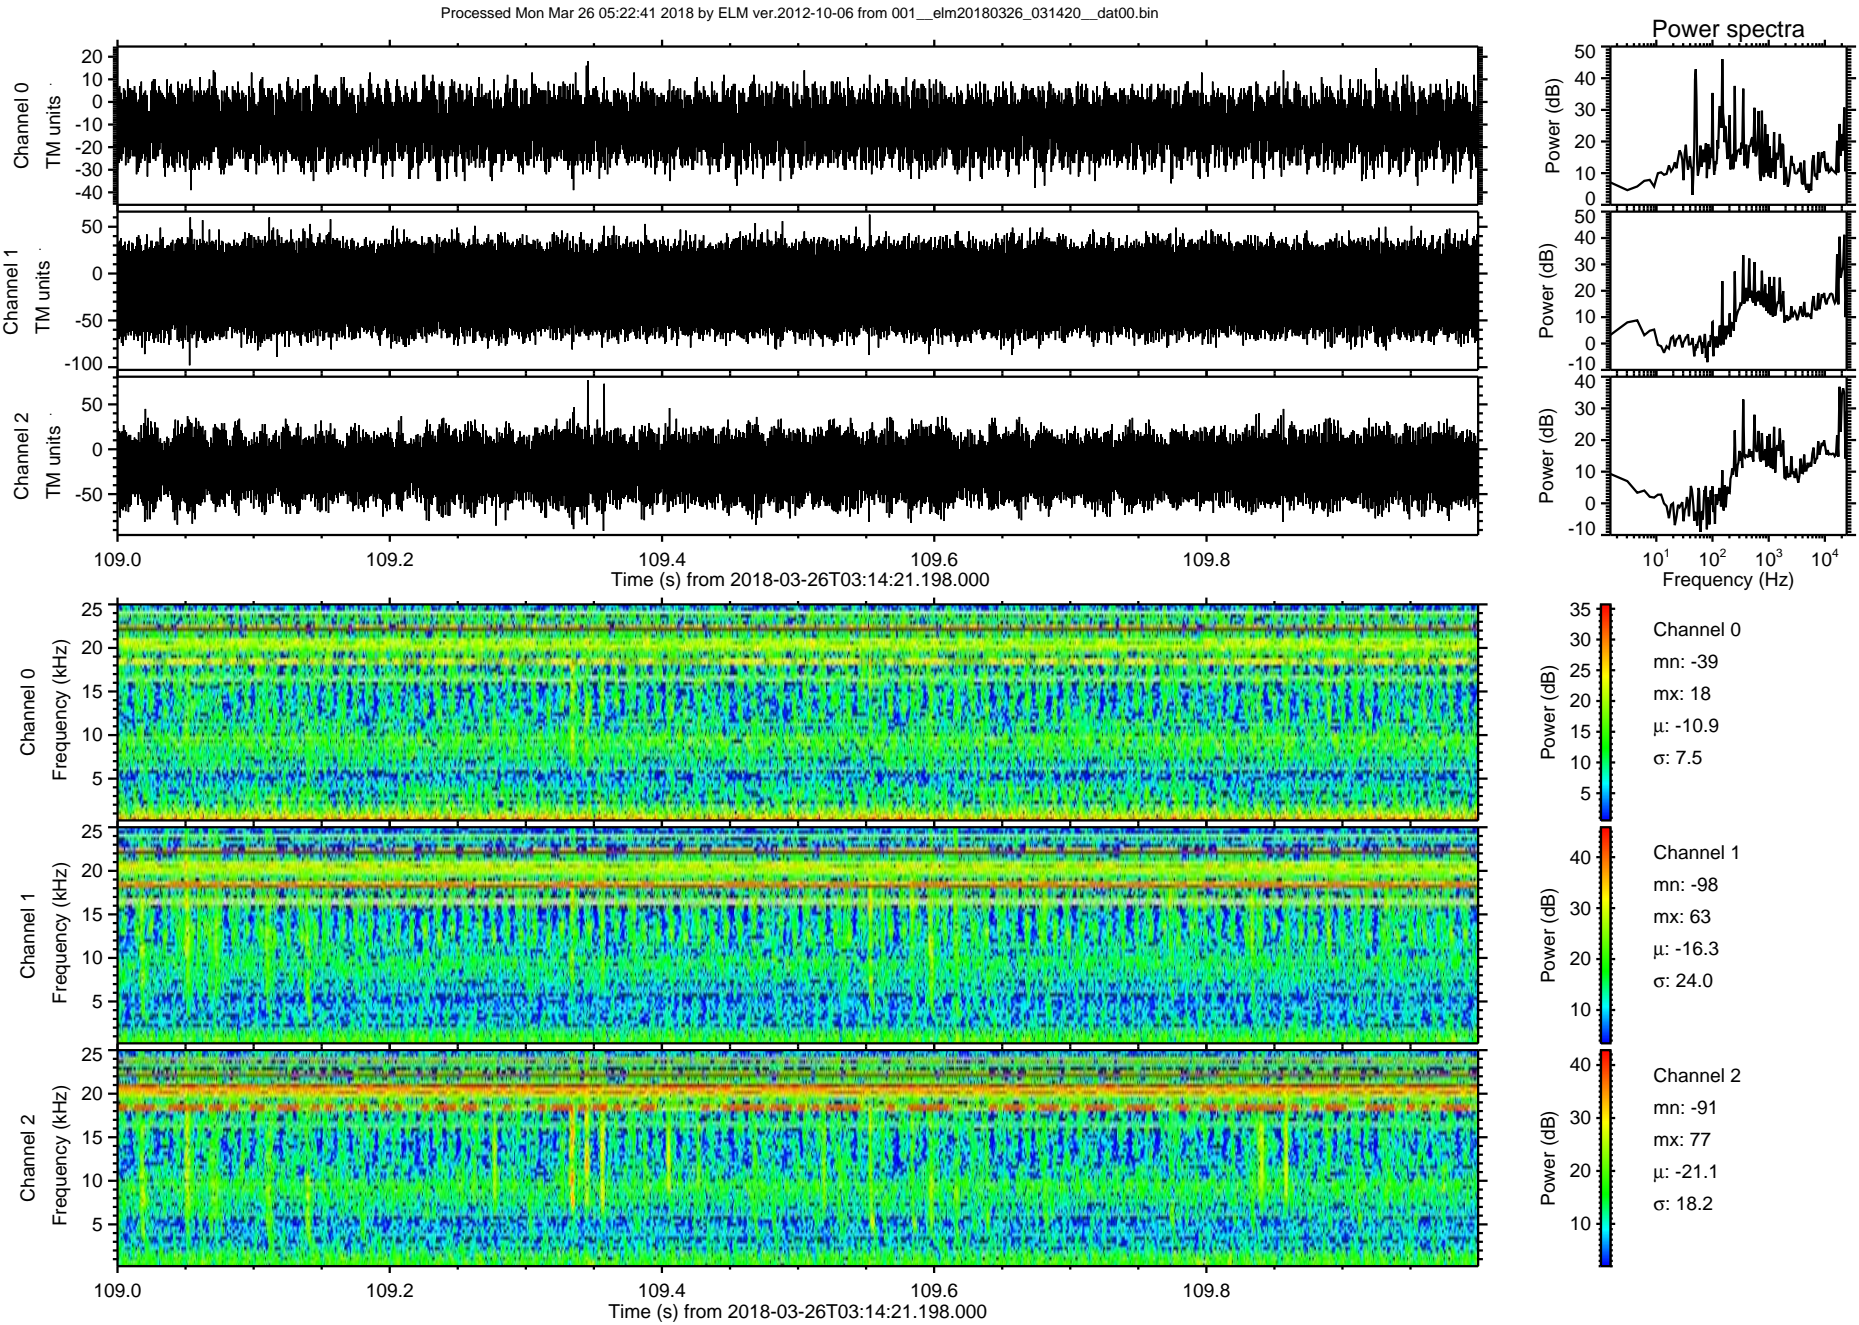 Processed Mon Mar 26 05:22:41 2018 by ELM ver.2012-10-06 from 001__elm20180326_031420__dat00.bin
Power spectra
Channel 0
TM units
20
10
0
-10
-20
-30
-40
Power (dB)
50
40
30
20
10
0
Channel 1
TM units
50
0
-50
-100
Power (dB)
50
40
30
20
10
0
-10
Channel 2
TM units
50
0
-50
Power (dB)
40
30
20
10
0
-10
109.0 109.2 109.4 109.6 109.8
Time (s) from 2018-03-26T03:14:21.198.000
10¹ 10² 10³ 10⁴
Frequency (Hz)
Channel 0
Frequency (kHz)
25
20
15
10
5
Power (dB)
35
30
25
20
15
10
5
Channel 0
mn: -39
mx: 18
μ: -10.9
σ: 7.5
Channel 1
Frequency (kHz)
25
20
15
10
5
Power (dB)
40
30
20
10
Channel 1
mn: -98
mx: 63
μ: -16.3
σ: 24.0
Channel 2
Frequency (kHz)
25
20
15
10
5
Power (dB)
40
30
20
10
Channel 2
mn: -91
mx: 77
μ: -21.1
σ: 18.2
109.0 109.2 109.4 109.6 109.8
Time (s) from 2018-03-26T03:14:21.198.000